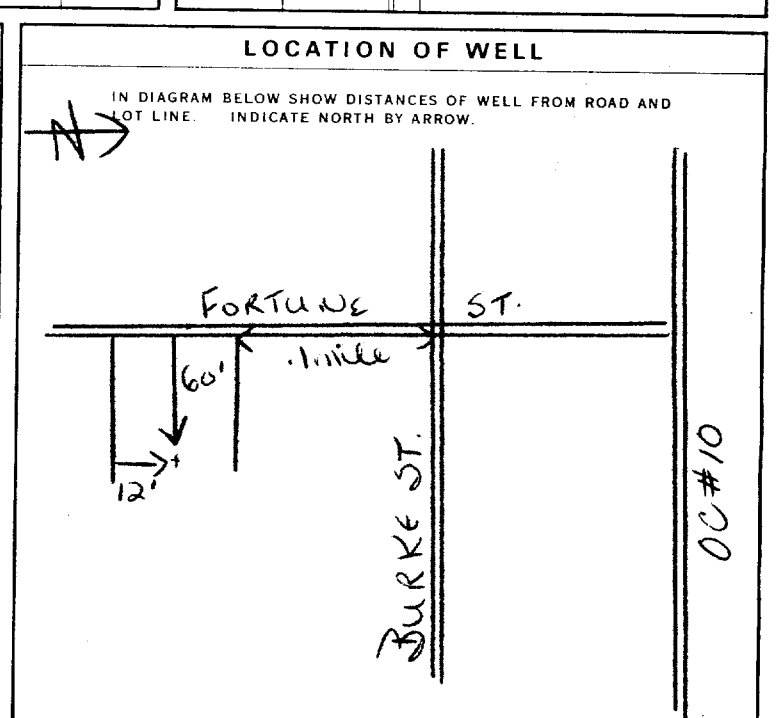 LOCATION OF WELL
IN DIAGRAM BELOW SHOW DISTANCES OF WELL FROM ROAD AND
LOT LINE. INDICATE NORTH BY ARROW.
N
FORTUNE ST.
.1 mile
60'
12'
BURKE ST.
OC#10